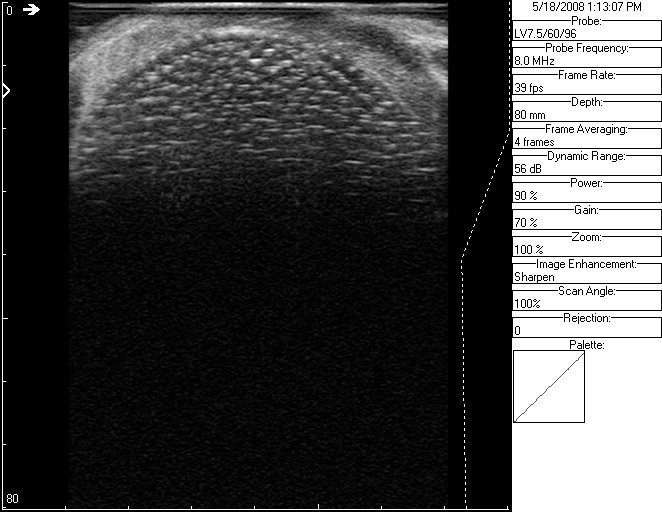 0
80
5/18/2008 1:13:07 PM
Probe:
LV7.5/60/96
Probe Frequency:
8.0 MHz
Frame Rate:
39 fps
Depth:
80 mm
Frame Averaging:
4 frames
Dynamic Range:
56 dB
Power:
90 %
Gain:
70 %
Zoom:
100 %
Image Enhancement:
Sharpen
Scan Angle:
100%
Rejection:
0
Palette: